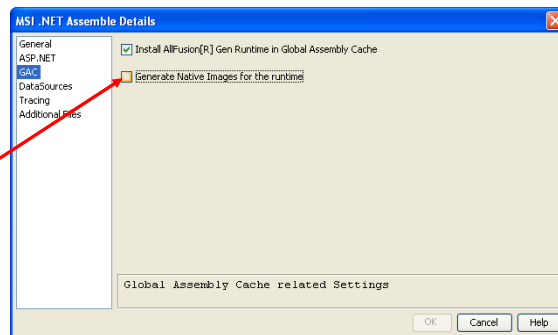 MSI .NET Assemble Details
General
ASP.NET
GAC
DataSources
Tracing
Additional Files
Install AllFusion[R] Gen Runtime in Global Assembly Cache
Generate Native Images for the runtime
Global Assembly Cache related Settings
OK
Cancel
Help